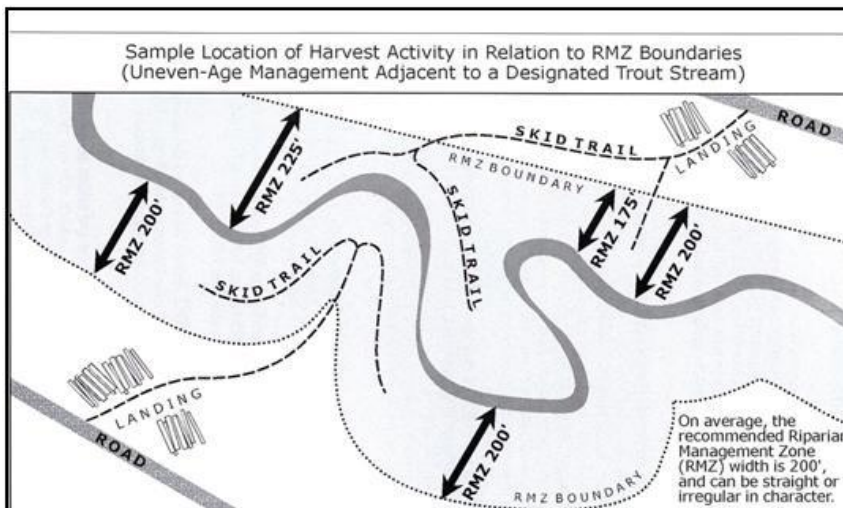 Sample Location of Harvest Activity in Relation to RMZ Boundaries
(Uneven-Age Management Adjacent to a Designated Trout Stream)
ROAD
LANDING
SKID TRAIL
RMZ BOUNDARY
RMZ 225'
RMZ 200'
SKID TRAIL
RMZ 175'
RMZ 200'
SKID TRAIL
LANDING
ROAD
RMZ 200'
RMZ BOUNDARY
On average, the
recommended Riparian
Management Zone
(RMZ) width is 200',
and can be straight or
irregular in character.